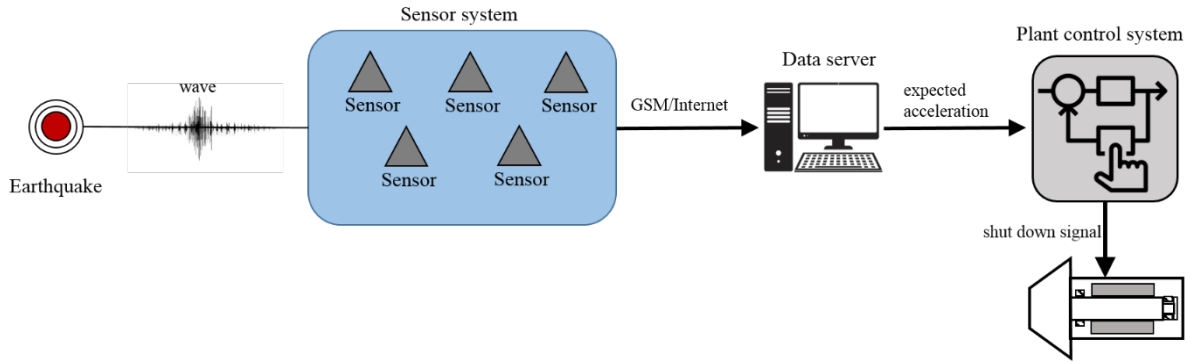 Sensor system
Plant control system
Data server
wave
Sensor
Sensor
Sensor
GSM/Internet
expected
acceleration
Sensor
Sensor
Earthquake
shut down signal